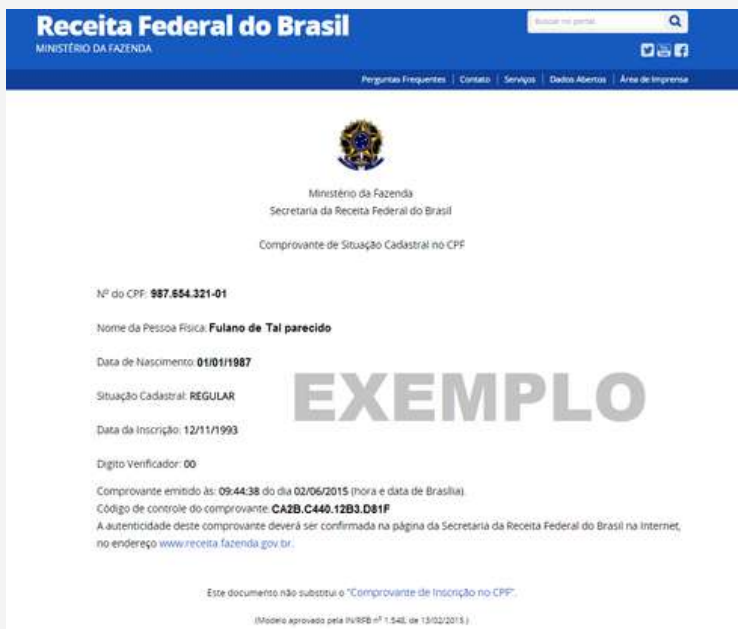 Receita Federal do Brasil
MINISTÉRIO DA FAZENDA
Buscar no portal
Perguntas Frequentes | Contato | Serviços | Dados Abertos | Área de Imprensa
Ministério da Fazenda
Secretaria da Receita Federal do Brasil
Comprovante de Situação Cadastral no CPF
Nº do CPF: 987.654.321-01
Nome da Pessoa Física: Fulano de Tal parecido
Data de Nascimento: 01/01/1987
Situação Cadastral: REGULAR
EXEMPLO
Data da Inscrição: 12/11/1993
Digito Verificador: 00
Comprovante emitido às: 09:44:38 do dia 02/06/2015 (hora e data de Brasília).
Código de controle do comprovante: CA2B.C440.12B3.D81F
A autenticidade deste comprovante deverá ser confirmada na página da Secretaria da Receita Federal do Brasil na Internet,
no endereço www.receita.fazenda.gov.br.
Este documento não substitui o "Comprovante de Inscrição no CPF".
(Modelo aprovado pela IN/RFB nº 1.548, de 13/02/2015.)